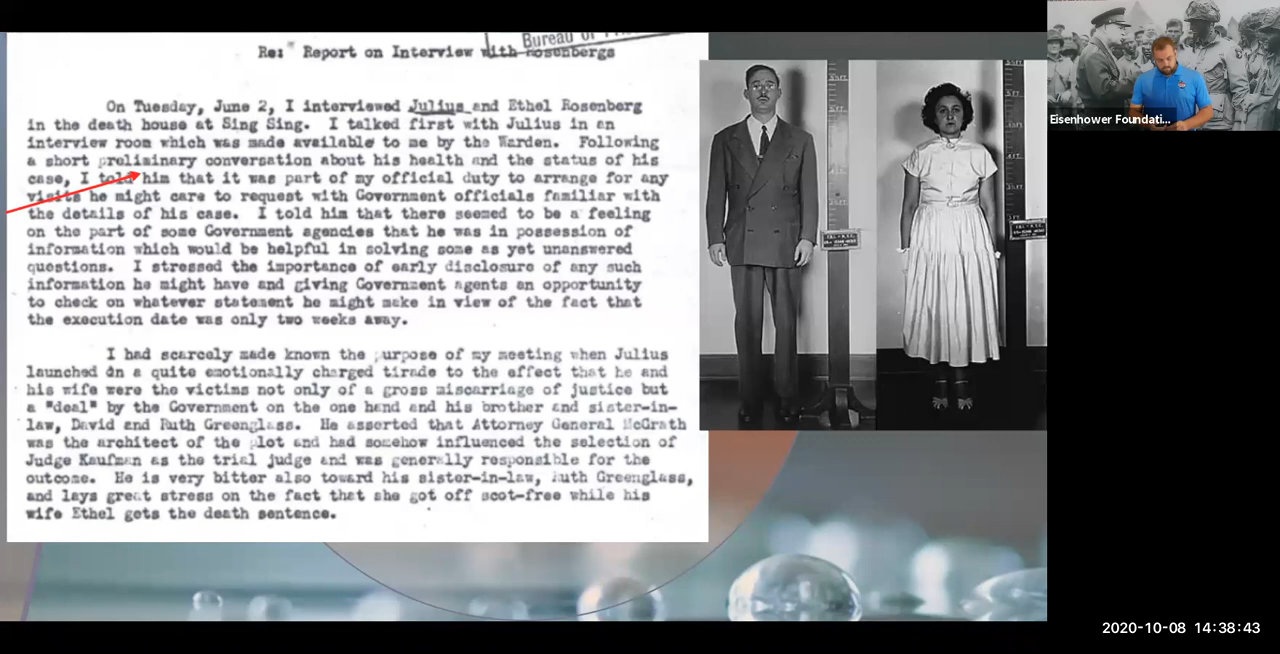 Bureau of
Re: Report on Interview with Rosenbergs
On Tuesday, June 2, I interviewed Julius and Ethel Rosenberg
in the death house at Sing Sing. I talked first with Julius in an
interview room which was made available to me by the Warden. Following
a short preliminary conversation about his health and the status of his
case, I told him that it was part of my official duty to arrange for any
visits he might care to request with Government officials familiar with
the details of his case. I told him that there seemed to be a feeling
on the part of some Government agencies that he was in possession of
information which would be helpful in solving some as yet unanswered
questions. I stressed the importance of early disclosure of any such
information he might have and giving Government agents an opportunity
to check on whatever statement he might make in view of the fact that
the execution date was only two weeks away.
I had scarcely made known the purpose of my meeting when Julius
launched in a quite emotionally charged tirade to the effect that he and
his wife were the victims not only of a gross miscarriage of justice but
a "deal" by the Government on the one hand and his brother and sister-in-
law, David and Ruth Greenglass. He asserted that Attorney General McGrath
was the architect of the plot and had somehow influenced the selection of
Judge Kaufman as the trial judge and was generally responsible for the
outcome. He is very bitter also toward his sister-in-law, Ruth Greenglass,
and lays great stress on the fact that she got off scot-free while his
wife Ethel gets the death sentence.
Eisenhower Foundati...
2020-10-08 14:38:43